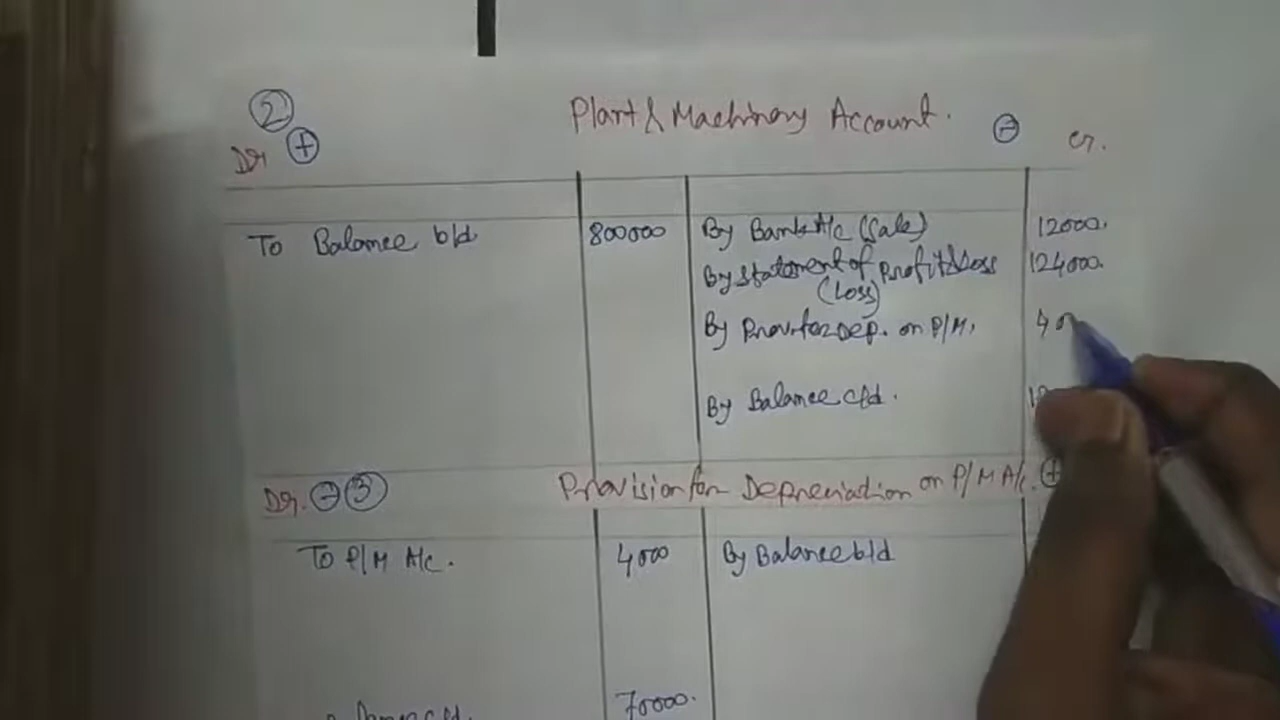 2
Dr + Plant & Machinery Account. − Cr.
To Balance b/d 800000 By Bank A/c (Sale) 12000.
By Statement of Profit & Loss 124000.
(Loss)
By Prov. for Dep. on P/M. 40
By Balance c/d. 1
Dr. − 3 Provision for Depreciation on P/M A/c. +
To P/M A/c. 4000 By Balance b/d
70000.